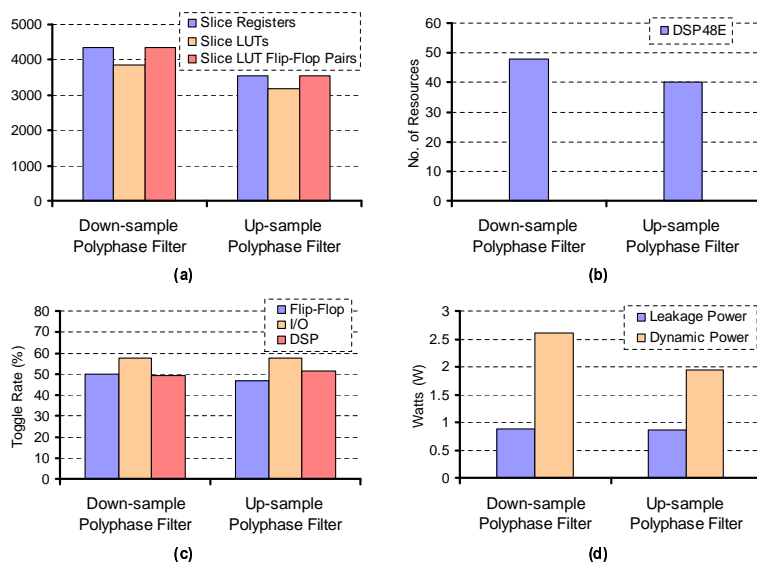 5000
4000
3000
2000
1000
0
Slice Registers
Slice LUTs
Slice LUT Flip-Flop Pairs
Down-sample
Polyphase Filter
Up-sample
Polyphase Filter
(a)
No. of Resources
60
50
40
30
20
10
0
DSP48E
Down-sample
Polyphase Filter
Up-sample
Polyphase Filter
(b)
Toggle Rate (%)
80
70
60
50
40
30
20
10
0
Flip-Flop
I/O
DSP
Down-sample
Polyphase Filter
Up-sample
Polyphase Filter
(c)
Watts (W)
3
2.5
2
1.5
1
0.5
0
Leakage Power
Dynamic Power
Down-sample
Polyphase Filter
Up-sample
Polyphase Filter
(d)